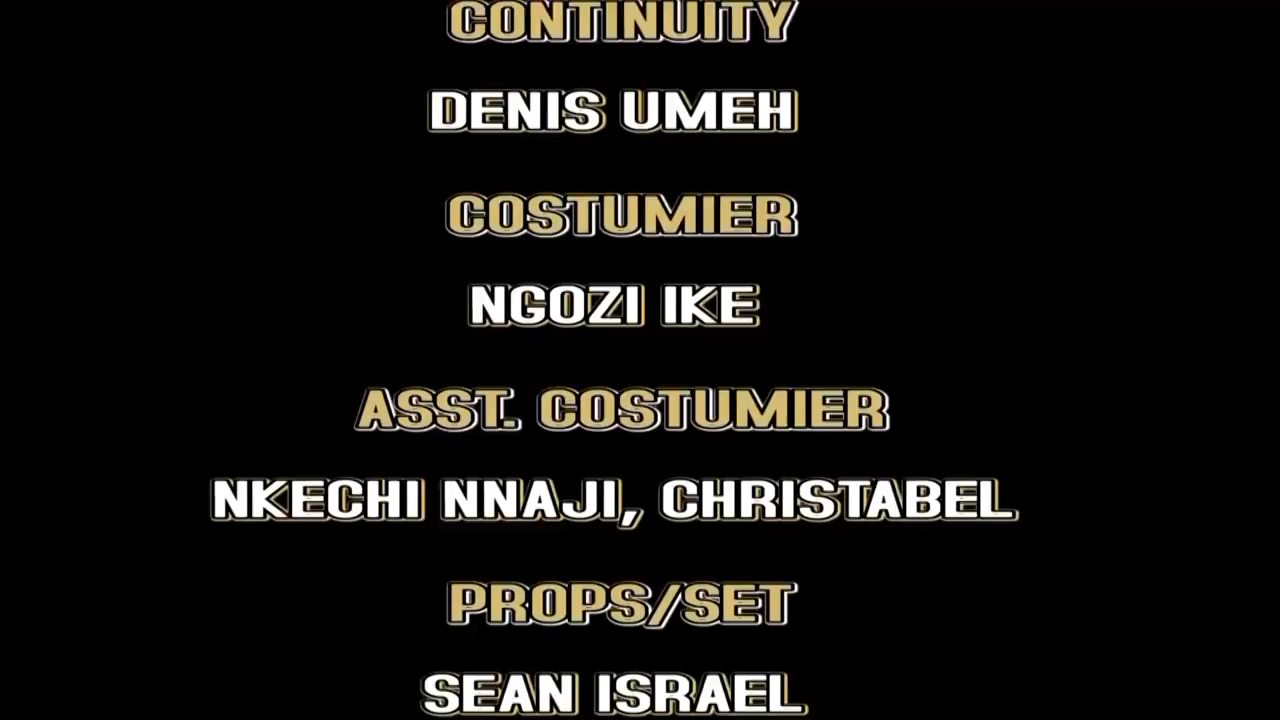 CONTINUITY
DENIS UMEH
COSTUMIER
NGOZI IKE
ASST. COSTUMIER
NKECHI NNAJI, CHRISTABEL
PROPS/SET
SEAN ISRAEL